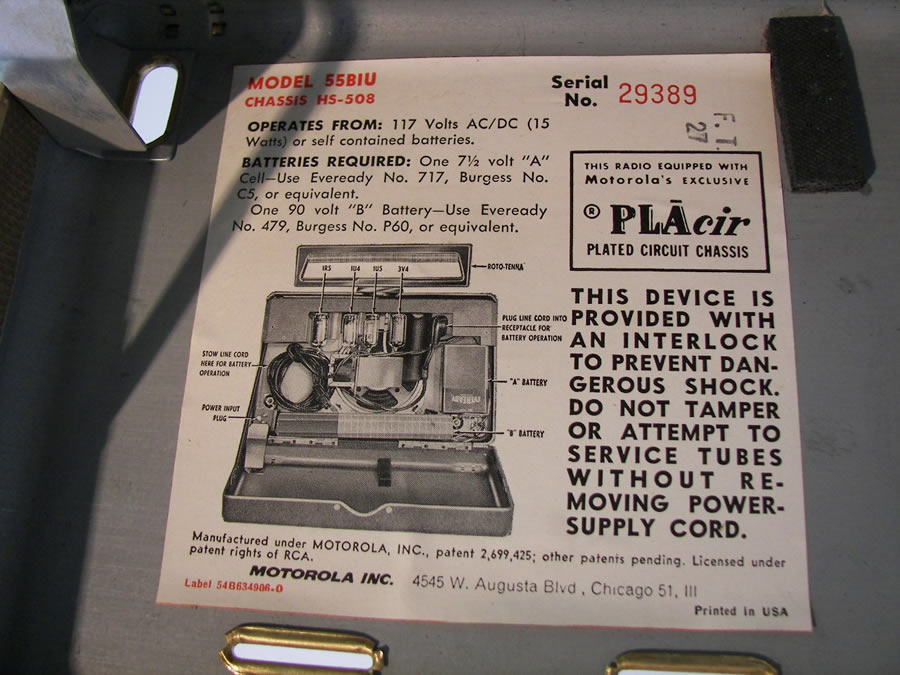 MODEL 55BIU
CHASSIS HS-508
Serial
No. 29389
F.T.
27
OPERATES FROM: 117 Volts AC/DC (15
Watts) or self contained batteries.
BATTERIES REQUIRED: One 7½ volt "A"
Cell—Use Eveready No. 717, Burgess No.
C5, or equivalent.
One 90 volt "B" Battery—Use Eveready
No. 479, Burgess No. P60, or equivalent.
THIS RADIO EQUIPPED WITH
Motorola's EXCLUSIVE
® PLĀcir
PLATED CIRCUIT CHASSIS
1R5 1U4 1U5 3V4
ROTO-TENNA
PLUG LINE CORD INTO
RECEPTACLE FOR
BATTERY OPERATION
STOW LINE CORD
HERE FOR BATTERY
OPERATION
"A" BATTERY
EVEREADY
POWER INPUT
PLUG
"B" BATTERY
THIS DEVICE IS
PROVIDED WITH
AN INTERLOCK
TO PREVENT DAN-
GEROUS SHOCK.
DO NOT TAMPER
OR ATTEMPT TO
SERVICE TUBES
WITHOUT RE-
MOVING POWER-
SUPPLY CORD.
Manufactured under MOTOROLA, INC., patent 2,699,425; other patents pending. Licensed under
patent rights of RCA.
MOTOROLA INC. 4545 W. Augusta Blvd, Chicago 51, Ill
Label 54B634906-0
Printed in USA